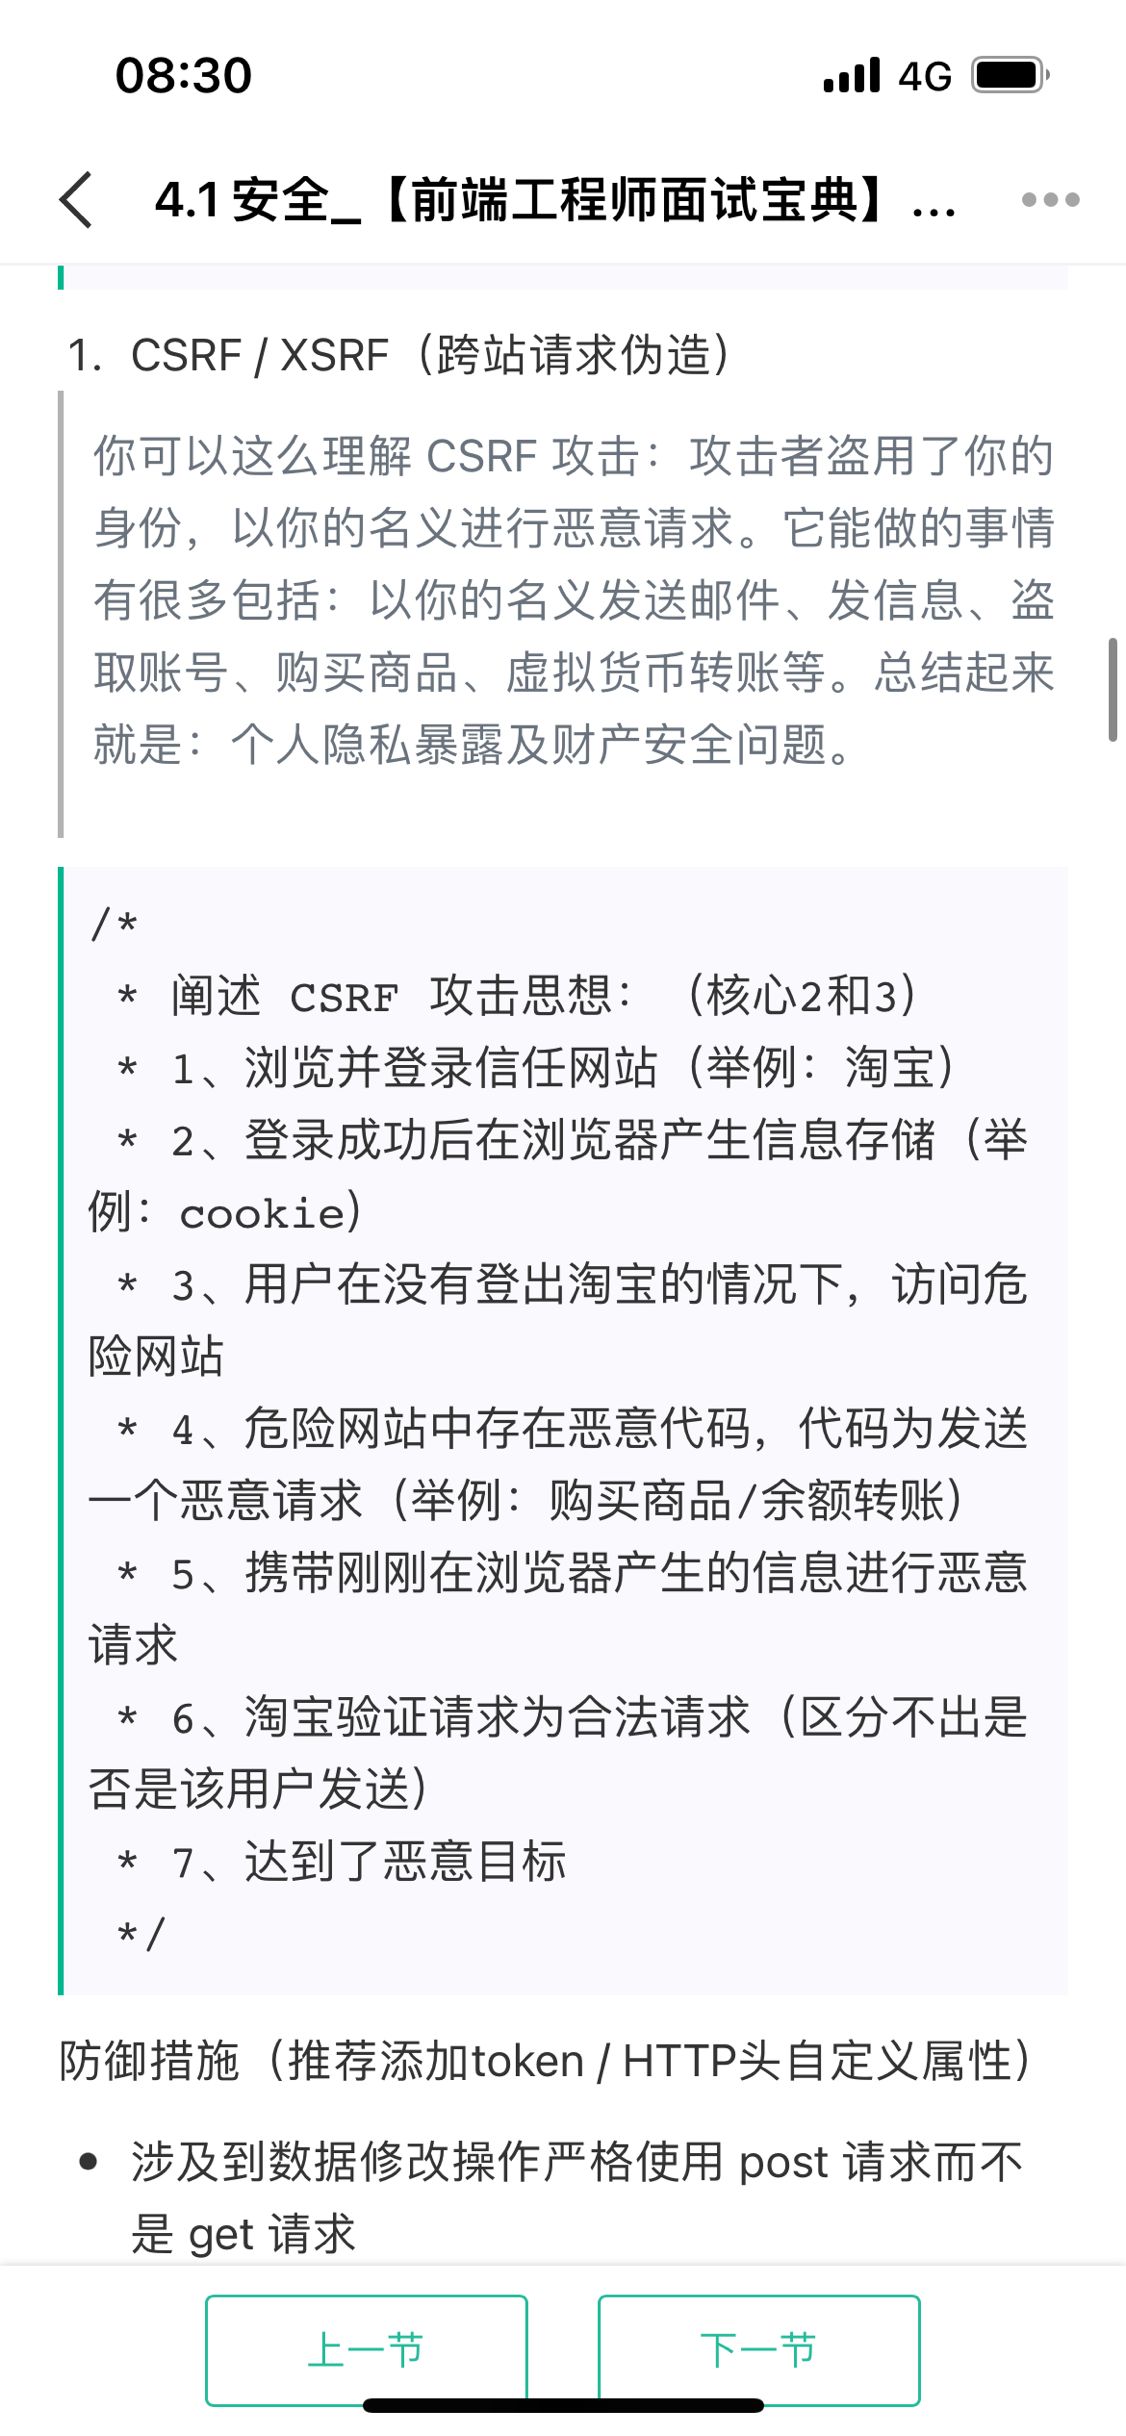 08:30 4G
4.1 安全_【前端工程师面试宝典】...
1. CSRF / XSRF（跨站请求伪造）
你可以这么理解 CSRF 攻击：攻击者盗用了你的
身份，以你的名义进行恶意请求。它能做的事情
有很多包括：以你的名义发送邮件、发信息、盗
取账号、购买商品、虚拟货币转账等。总结起来
就是：个人隐私暴露及财产安全问题。
/*
* 阐述 CSRF 攻击思想：（核心2和3）
* 1、浏览并登录信任网站（举例：淘宝）
* 2、登录成功后在浏览器产生信息存储（举
例：cookie）
* 3、用户在没有登出淘宝的情况下，访问危
险网站
* 4、危险网站中存在恶意代码，代码为发送
一个恶意请求（举例：购买商品/余额转账）
* 5、携带刚刚在浏览器产生的信息进行恶意
请求
* 6、淘宝验证请求为合法请求（区分不出是
否是该用户发送）
* 7、达到了恶意目标
*/
防御措施（推荐添加token / HTTP头自定义属性）
• 涉及到数据修改操作严格使用 post 请求而不
是 get 请求
上一节 下一节